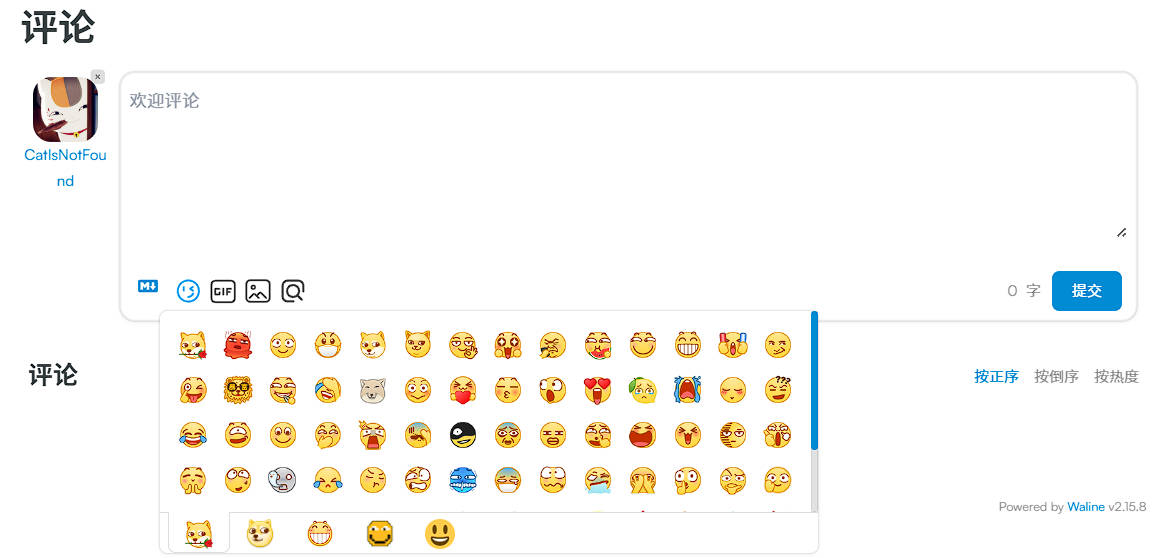 评论
CatIsNotFou
nd
欢迎评论
M↓
GIF
0 字
提交
评论
按正序 按倒序 按热度
Powered by Waline v2.15.8